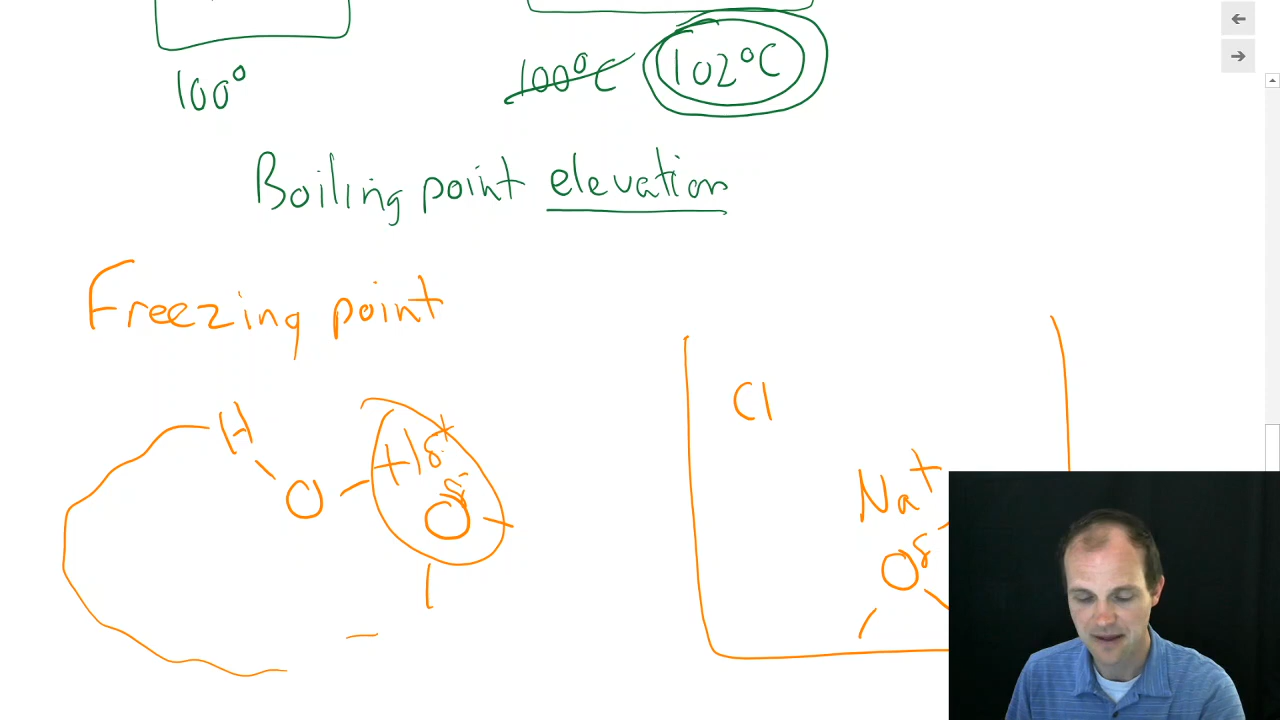 100°
100°C 102°C
Boiling point elevation
Freezing point
H
O
H δ+
O δ-
Cl
Na+
O δ-